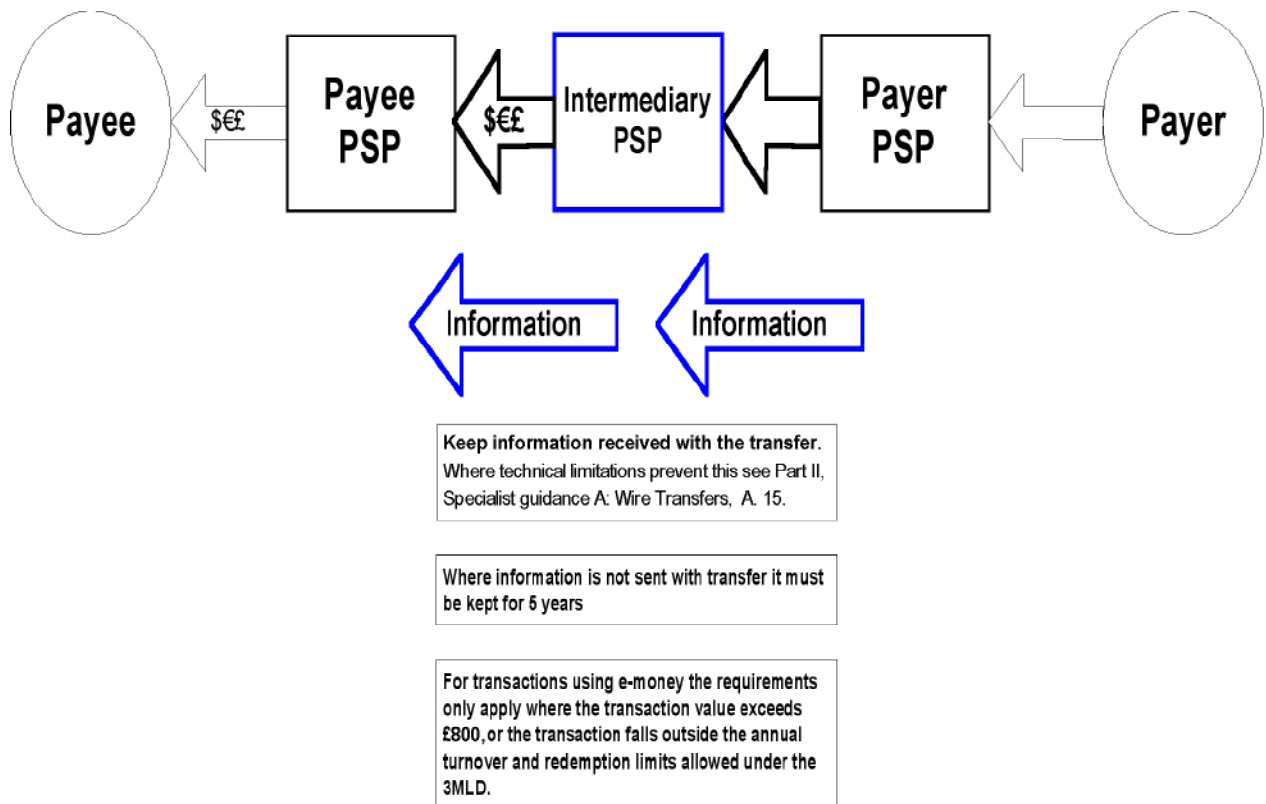 Payee
$€£
Payee
PSP
$€£
Intermediary
PSP
Payer
PSP
Payer
Information
Information
Keep information received with the transfer.
Where technical limitations prevent this see Part II,
Specialist guidance A: Wire Transfers, A. 15.
Where information is not sent with transfer it must
be kept for 5 years
For transactions using e-money the requirements
only apply where the transaction value exceeds
£800, or the transaction falls outside the annual
turnover and redemption limits allowed under the
3MLD.